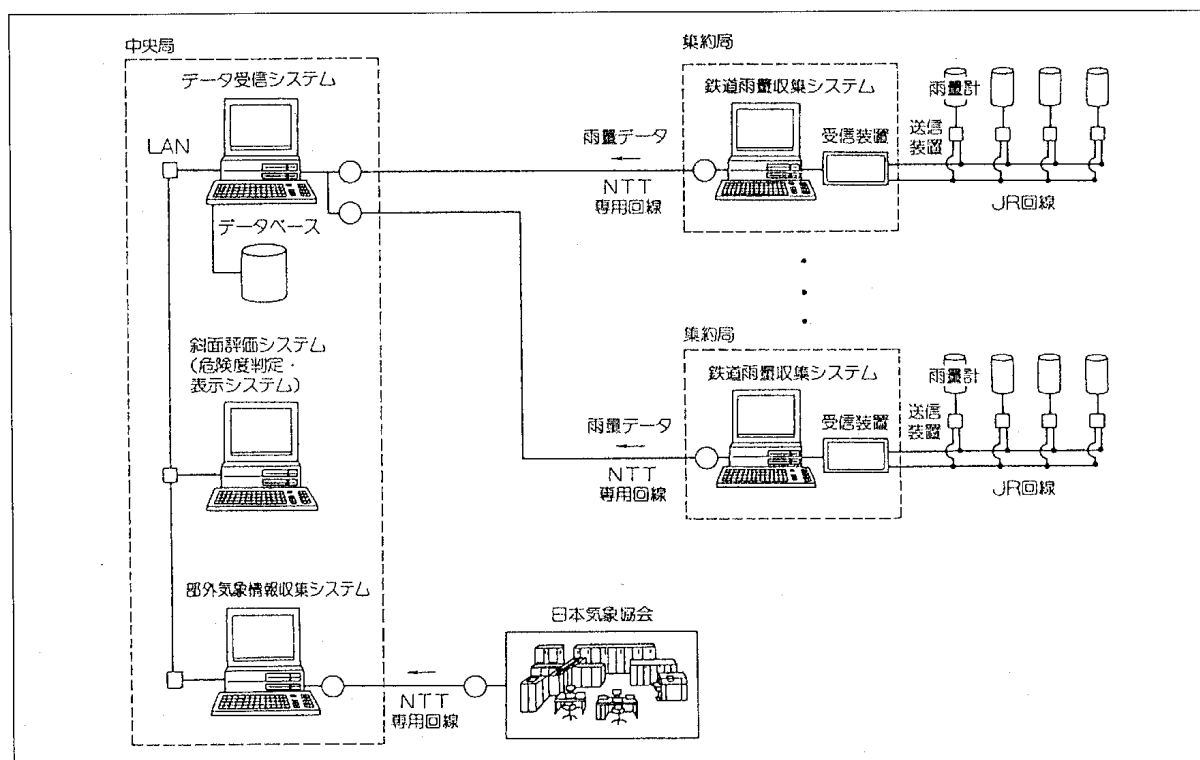 中央局
データ受信システム
LAN
データベース
斜面評価システム
(危険度判定・
表示システム)
部外気象情報収集システム
雨量データ
NTT
専用回線
雨量データ
NTT
専用回線
NTT
専用回線
日本気象協会
集約局
鉄道雨量収集システム
受信装置
雨量計
送信
装置
JR回線
集約局
鉄道雨量収集システム
受信装置
雨量計
送信
装置
JR回線